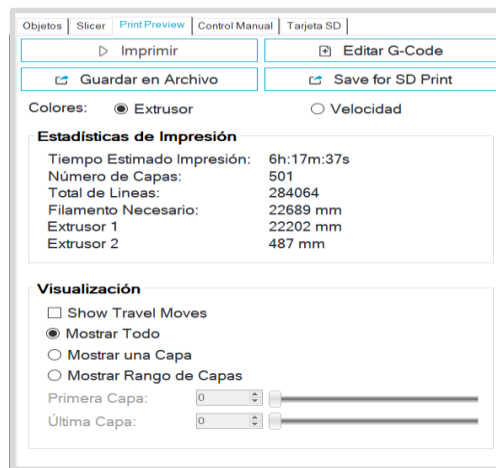 Objetos Slicer Print Preview Control Manual Tarjeta SD
Imprimir Editar G-Code
Guardar en Archivo Save for SD Print
Colores: Extrusor Velocidad
Estadísticas de Impresión
Tiempo Estimado Impresión: 6h:17m:37s
Número de Capas: 501
Total de Lineas: 284064
Filamento Necesario: 22689 mm
Extrusor 1 22202 mm
Extrusor 2 487 mm
Visualización
Show Travel Moves
Mostrar Todo
Mostrar una Capa
Mostrar Rango de Capas
Primera Capa: 0
Última Capa: 0